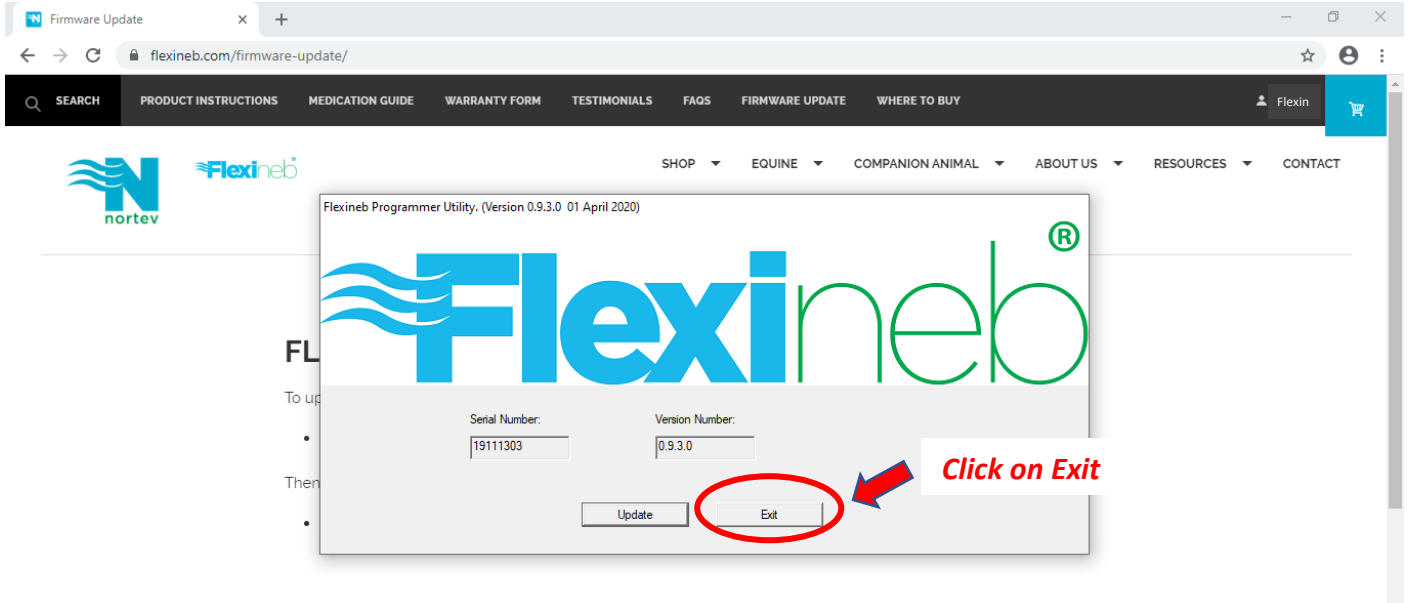 Firmware Update
flexineb.com/firmware-update/
SEARCH PRODUCT INSTRUCTIONS MEDICATION GUIDE WARRANTY FORM TESTIMONIALS FAQS FIRMWARE UPDATE WHERE TO BUY Flexin
N nortev
Flexineb
SHOP EQUINE COMPANION ANIMAL ABOUT US RESOURCES CONTACT
Flexineb Programmer Utility. (Version 0.9.3.0 01 April 2020)
Flexineb®
FL
To up
Serial Number: Version Number:
19111303 0.9.3.0
Click on Exit
Then
Update Exit